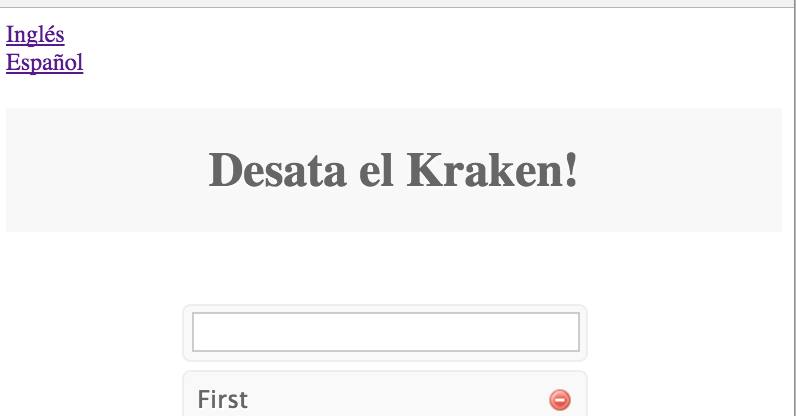 Inglés
Español
Desata el Kraken!
First